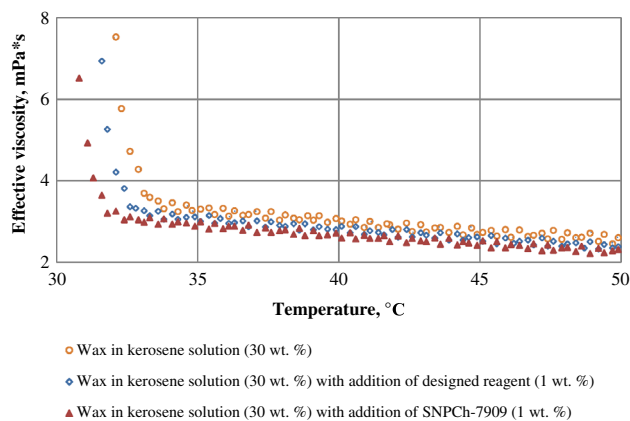 8
6
4
2
Effective viscosity, mPa*s
30
35
40
45
50
Temperature, °C
Wax in kerosene solution (30 wt. %)
Wax in kerosene solution (30 wt. %) with addition of designed reagent (1 wt. %)
Wax in kerosene solution (30 wt. %) with addition of SNPCh-7909 (1 wt. %)